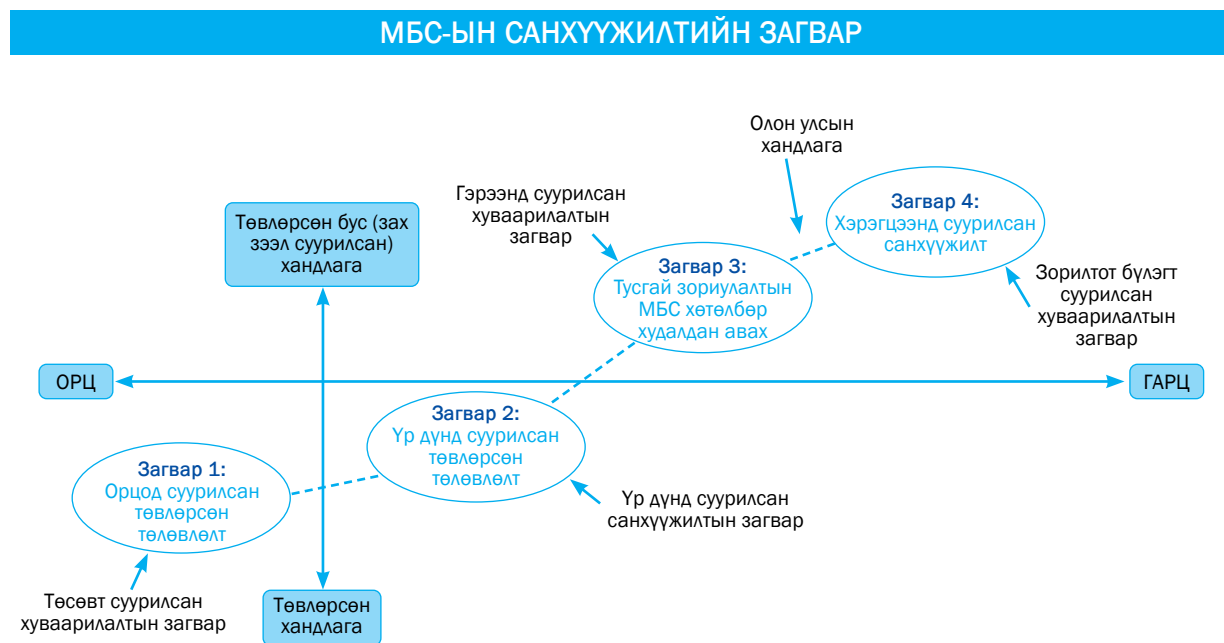 МБС-ЫН САНХҮҮЖИЛТИЙН ЗАГВАР
Олон улсын
хандлага
Гэрээнд суурилсан
хуваарилалтын
загвар
Загвар 4:
Хэрэгцээнд суурилсан
санхүүжилт
Төвлөрсөн бус (зах
зээл суурилсан)
хандлага
Загвар 3:
Тусгай зориулалтын
МБС хөтөлбөр
худалдан авах
Зорилтот бүлэгт
суурилсан
хуваарилалтын
загвар
ОРЦ
ГАРЦ
Загвар 2:
Үр дүнд суурилсан
төвлөрсөн
төлөвлөлт
Загвар 1:
Орцод суурилсан
төвлөрсөн
төлөвлөлт
Үр дүнд суурилсан
санхүүжилтын загвар
Төсөвт суурилсан
хуваарилалтын загвар
Төвлөрсөн
хандлага